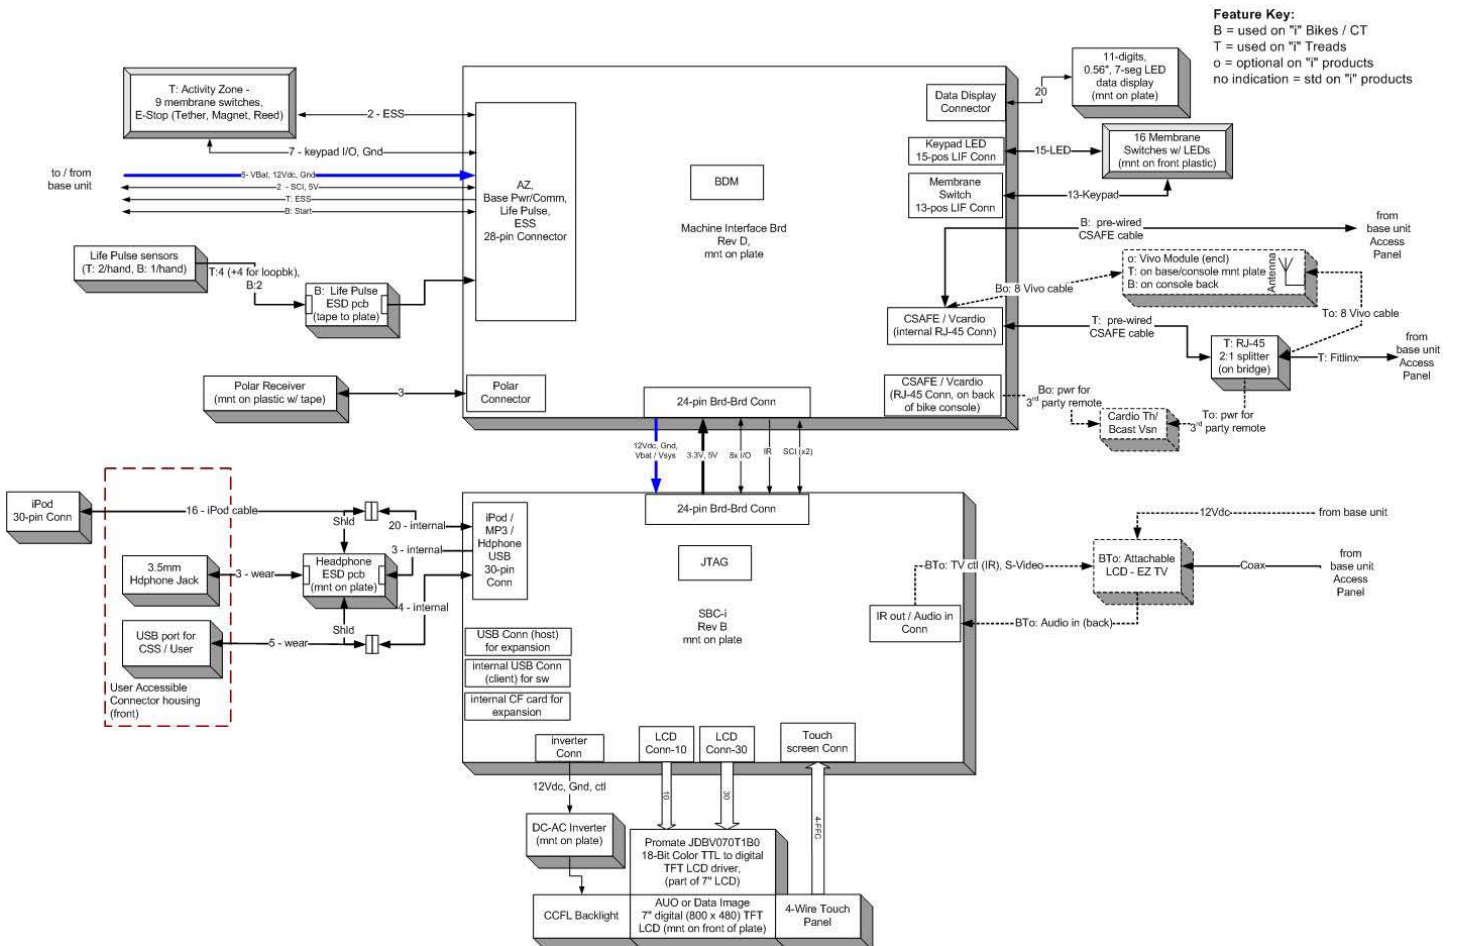 Feature Key:
B = used on "i" Bikes / CT
T = used on "i" Treads
o = optional on "i" products
no indication = std on "i" products
T: Activity Zone -
9 membrane switches,
E-Stop (Tether, Magnet, Reed)
2 - ESS
7 - keypad I/O, Gnd
to / from
base unit
5- VBat, 12Vdc, Gnd
2 - SCI, 5V
T: ESS
B: Start
AZ,
Base Pwr/Comm,
Life Pulse,
ESS
28-pin Connector
Life Pulse sensors
(T: 2/hand, B: 1/hand)
T:4 (+4 for loopbk),
B:2
B: Life Pulse
ESD pcb
(tape to plate)
Polar Receiver
(mnt on plastic w/ tape)
3
Polar
Connector
BDM
Machine Interface Brd
Rev D,
mnt on plate
Data Display
Connector
20
11-digits,
0.56", 7-seg LED
data display
(mnt on plate)
Keypad LED
15-pos LIF Conn
15-LED
16 Membrane
Switches w/ LEDs
(mnt on front plastic)
Membrane
Switch
13-pos LIF Conn
13-Keypad
B: pre-wired
CSAFE cable
from
base unit
Access
Panel
o: Vivo Module (encl)
T: on base/console mnt plate
B: on console back
Antenna
Bo: 8 Vivo cable
To: 8 Vivo cable
CSAFE / Vcardio
(internal RJ-45 Conn)
T: pre-wired
CSAFE cable
T: RJ-45
2:1 splitter
(on bridge)
T: Fitlinx
from
base unit
Access
Panel
CSAFE / Vcardio
(RJ-45 Conn, on back
of bike console)
Bo: pwr for
3rd party remote
Cardio Th/
Bcast Vsn
To: pwr for
3rd party remote
24-pin Brd-Brd Conn
12Vdc, Gnd,
Vbal / Vsys
3.3V, 5V
8x I/O
IR
SCI (x2)
24-pin Brd-Brd Conn
iPod
30-pin Conn
16 - iPod cable
Shld
20 - internal
3 - internal
4 - internal
iPod /
MP3 /
Hdphone
USB
30-pin
Conn
3.5mm
Hdphone Jack
3 - wear
Headphone
ESD pcb
(mnt on plate)
USB port for
CSS / User
5 - wear
Shld
User Accessible
Connector housing
(front)
JTAG
SBC-i
Rev B
mnt on plate
USB Conn (host)
for expansion
internal USB Conn
(client) for sw
internal CF card for
expansion
IR out / Audio in
Conn
BTo: TV ctl (IR), S-Video
BTo: Audio in (back)
12Vdc
from base unit
BTo: Attachable
LCD - EZ TV
Coax
from
base unit
Access
Panel
inverter
Conn
LCD
Conn-10
LCD
Conn-30
Touch
screen Conn
12Vdc, Gnd, ctl
10
30
4-FFC
DC-AC Inverter
(mnt on plate)
Promate JDBV070T1B0
18-Bit Color TTL to digital
TFT LCD driver,
(part of 7" LCD)
CCFL Backlight
AUO or Data Image
7" digital (800 x 480) TFT
LCD (mnt on front of plate)
4-Wire Touch
Panel